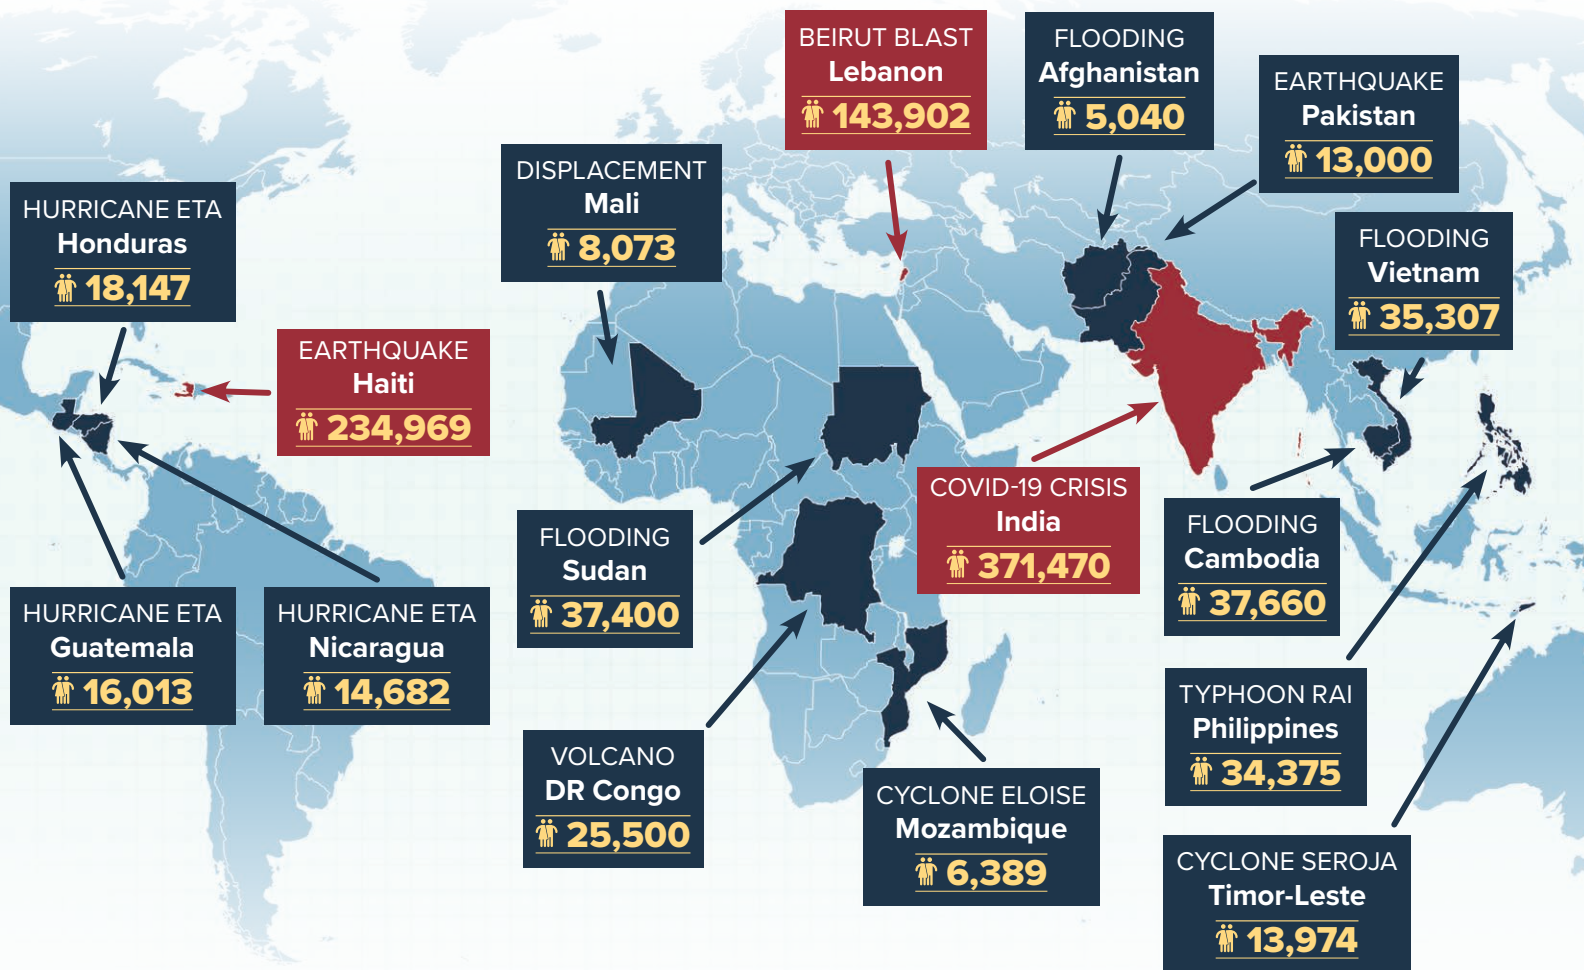 BEIRUT BLAST
Lebanon
143,902
FLOODING
Afghanistan
5,040
EARTHQUAKE
Pakistan
13,000
DISPLACEMENT
Mali
8,073
HURRICANE ETA
Honduras
18,147
FLOODING
Vietnam
35,307
EARTHQUAKE
Haiti
234,969
COVID-19 CRISIS
India
371,470
FLOODING
Cambodia
37,660
FLOODING
Sudan
37,400
HURRICANE ETA
Guatemala
16,013
HURRICANE ETA
Nicaragua
14,682
TYPHOON RAI
Philippines
34,375
VOLCANO
DR Congo
25,500
CYCLONE ELOISE
Mozambique
6,389
CYCLONE SEROJA
Timor-Leste
13,974